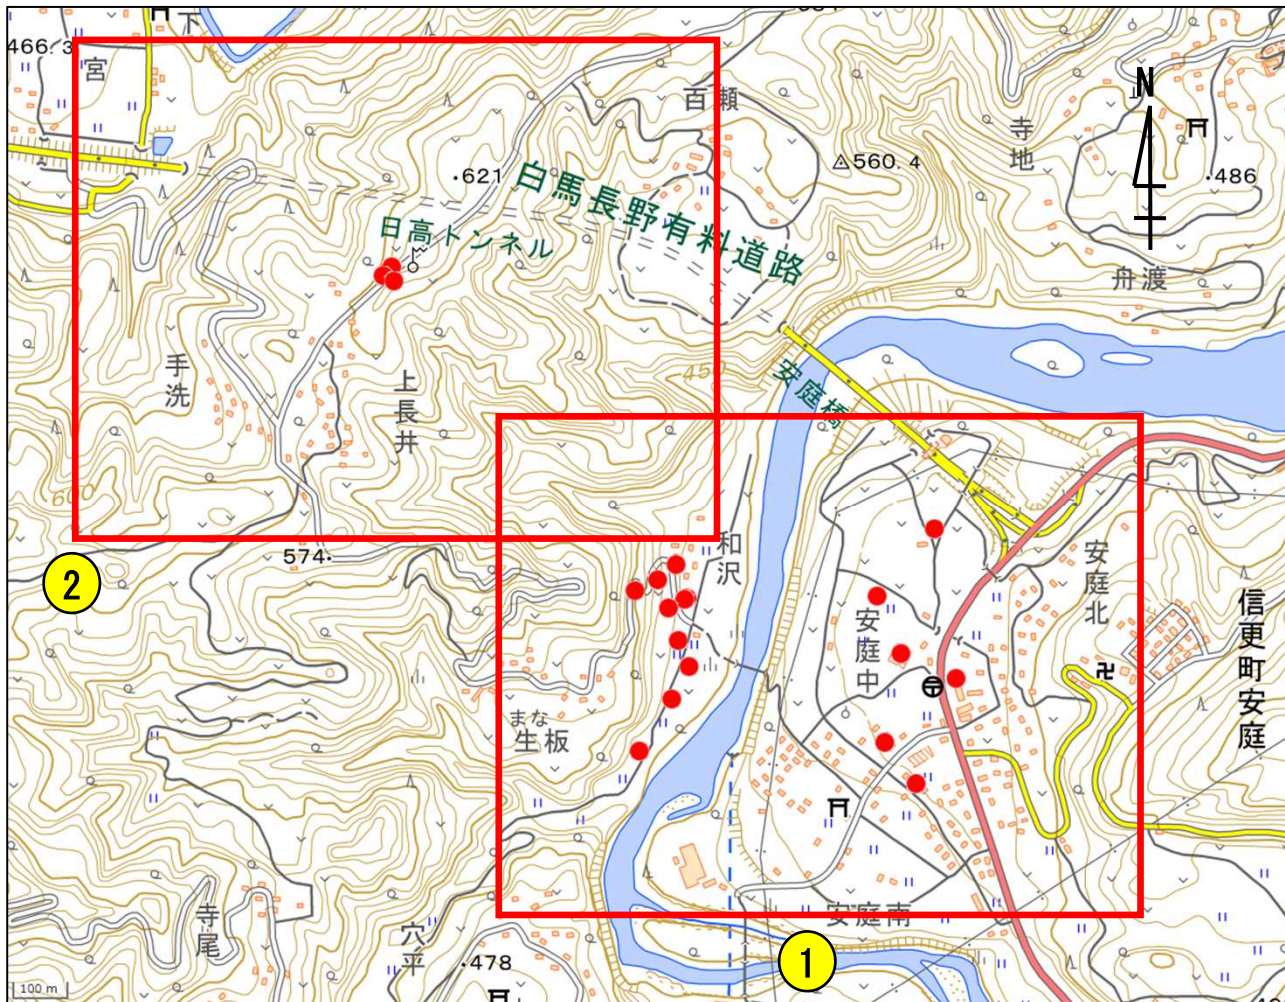 下
466.3
宮
百瀬
寺地
N
560.4
486
621
白馬長野有料道路
日高トンネル
舟渡
手洗
上長井
450
安庭橋
600
574
和沢
安庭北
2
安庭中
信更町安庭
まな
生板
寺尾
穴平
安庭南
478
1
100 m